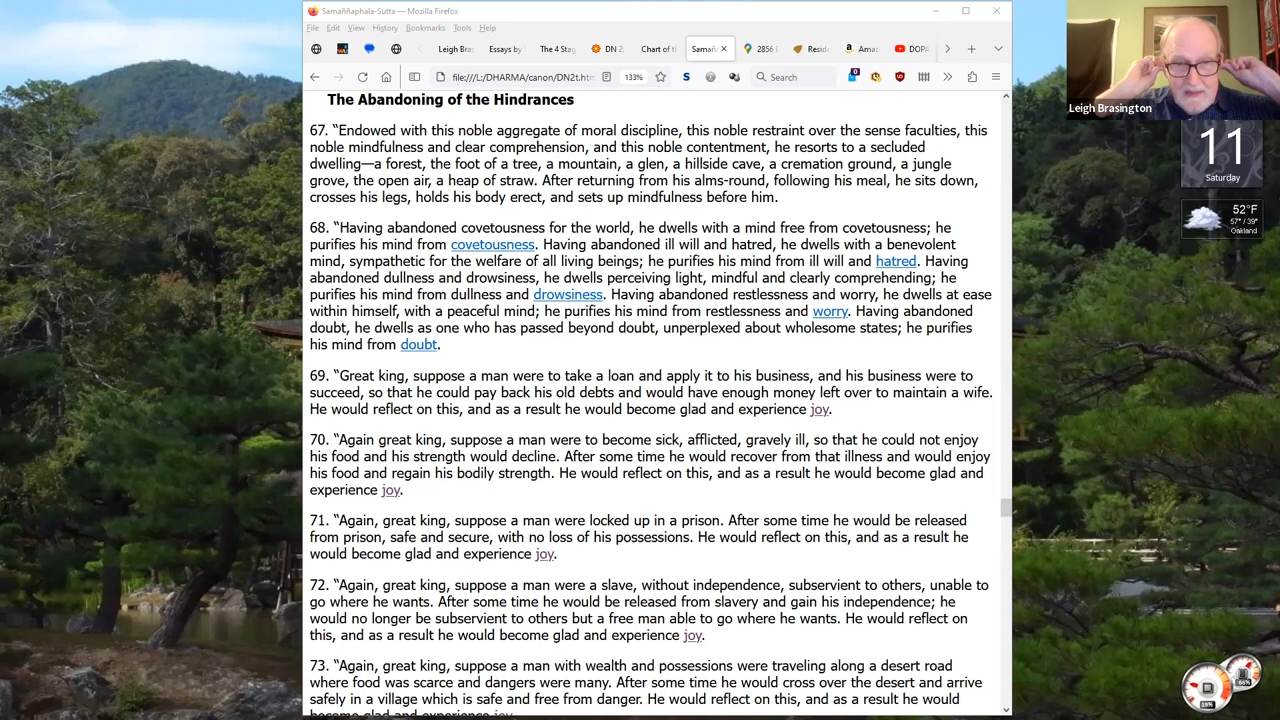 Samaññaphala-Sutta — Mozilla Firefox
File Edit View History Bookmarks Tools Help
Leigh Bras Essays by The 4 Stag DN 2: Chart of t Samañ 2856 E Resid Amaz DOPA
file:///L:/DHARMA/canon/DN2t.htm 133% Search
Leigh Brasington
11
Saturday
52°F
57° / 39°
Oakland
The Abandoning of the Hindrances
67. “Endowed with this noble aggregate of moral discipline, this noble restraint over the sense faculties, this
noble mindfulness and clear comprehension, and this noble contentment, he resorts to a secluded
dwelling—a forest, the foot of a tree, a mountain, a glen, a hillside cave, a cremation ground, a jungle
grove, the open air, a heap of straw. After returning from his alms-round, following his meal, he sits down,
crosses his legs, holds his body erect, and sets up mindfulness before him.
68. “Having abandoned covetousness for the world, he dwells with a mind free from covetousness; he
purifies his mind from covetousness. Having abandoned ill will and hatred, he dwells with a benevolent
mind, sympathetic for the welfare of all living beings; he purifies his mind from ill will and hatred. Having
abandoned dullness and drowsiness, he dwells perceiving light, mindful and clearly comprehending; he
purifies his mind from dullness and drowsiness. Having abandoned restlessness and worry, he dwells at ease
within himself, with a peaceful mind; he purifies his mind from restlessness and worry. Having abandoned
doubt, he dwells as one who has passed beyond doubt, unperplexed about wholesome states; he purifies
his mind from doubt.
69. “Great king, suppose a man were to take a loan and apply it to his business, and his business were to
succeed, so that he could pay back his old debts and would have enough money left over to maintain a wife.
He would reflect on this, and as a result he would become glad and experience joy.
70. “Again great king, suppose a man were to become sick, afflicted, gravely ill, so that he could not enjoy
his food and his strength would decline. After some time he would recover from that illness and would enjoy
his food and regain his bodily strength. He would reflect on this, and as a result he would become glad and
experience joy.
71. “Again, great king, suppose a man were locked up in a prison. After some time he would be released
from prison, safe and secure, with no loss of his possessions. He would reflect on this, and as a result he
would become glad and experience joy.
72. “Again, great king, suppose a man were a slave, without independence, subservient to others, unable to
go where he wants. After some time he would be released from slavery and gain his independence; he
would no longer be subservient to others but a free man able to go where he wants. He would reflect on
this, and as a result he would become glad and experience joy.
73. “Again, great king, suppose a man with wealth and possessions were traveling along a desert road
where food was scarce and dangers were many. After some time he would cross over the desert and arrive
safely in a village which is safe and free from danger. He would reflect on this, and as a result he would
become glad and experience joy.